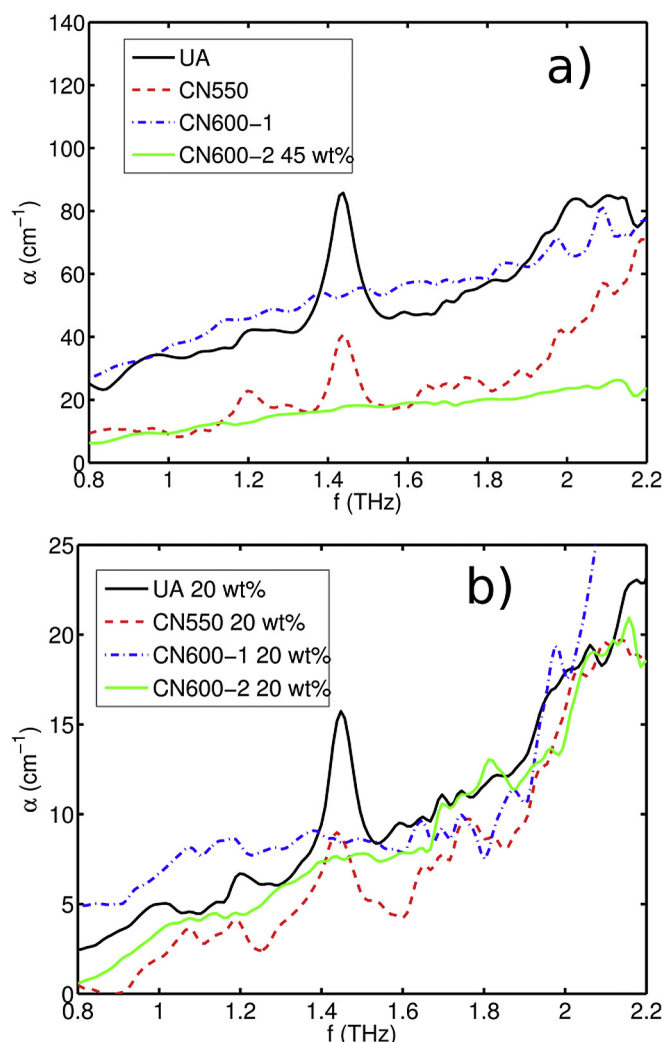 140
120
100
80
60
40
20
0
α (cm⁻¹)
UA
CN550
CN600−1
CN600−2 45 wt%
a)
0.8 1 1.2 1.4 1.6 1.8 2 2.2
f (THz)
25
20
15
10
5
0
α (cm⁻¹)
UA 20 wt%
CN550 20 wt%
CN600−1 20 wt%
CN600−2 20 wt%
b)
0.8 1 1.2 1.4 1.6 1.8 2 2.2
f (THz)